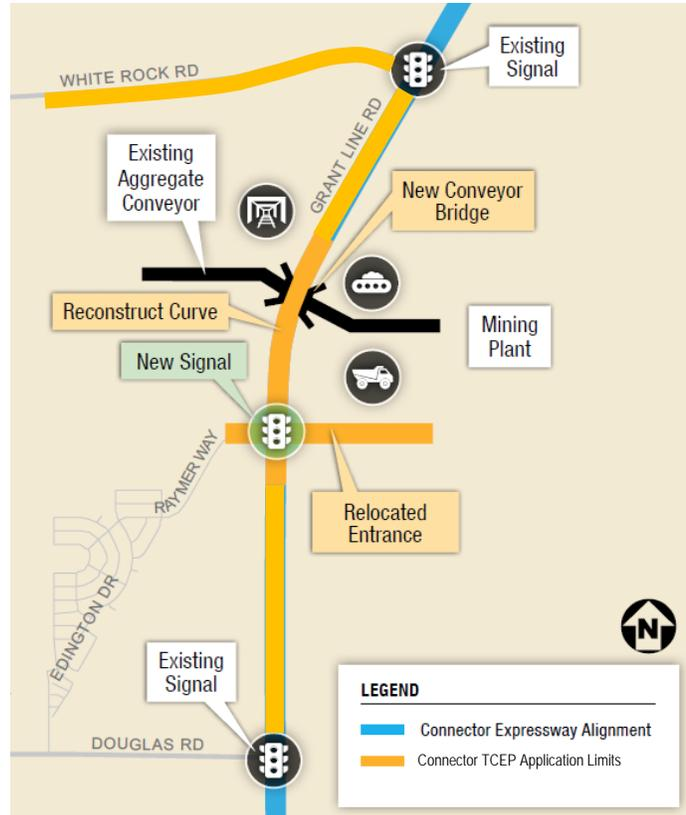 Existing
Signal
WHITE ROCK RD
GRANT LINE RD
Existing
Aggregate
Conveyor
New Conveyor
Bridge
Reconstruct Curve
Mining
Plant
New Signal
RAYMER WAY
Relocated
Entrance
EDINGTON DR
N
Existing
Signal
DOUGLAS RD
LEGEND
Connector Expressway Alignment
Connector TCEP Application Limits